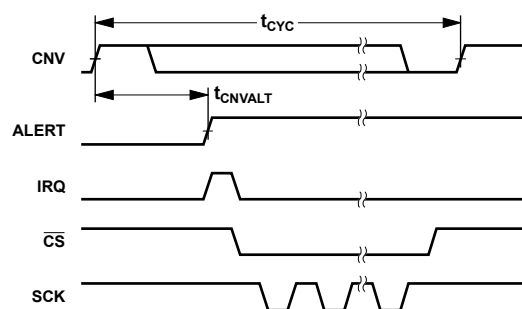 tCYC
CNV
tCNVALT
ALERT
IRQ
CS
SCK